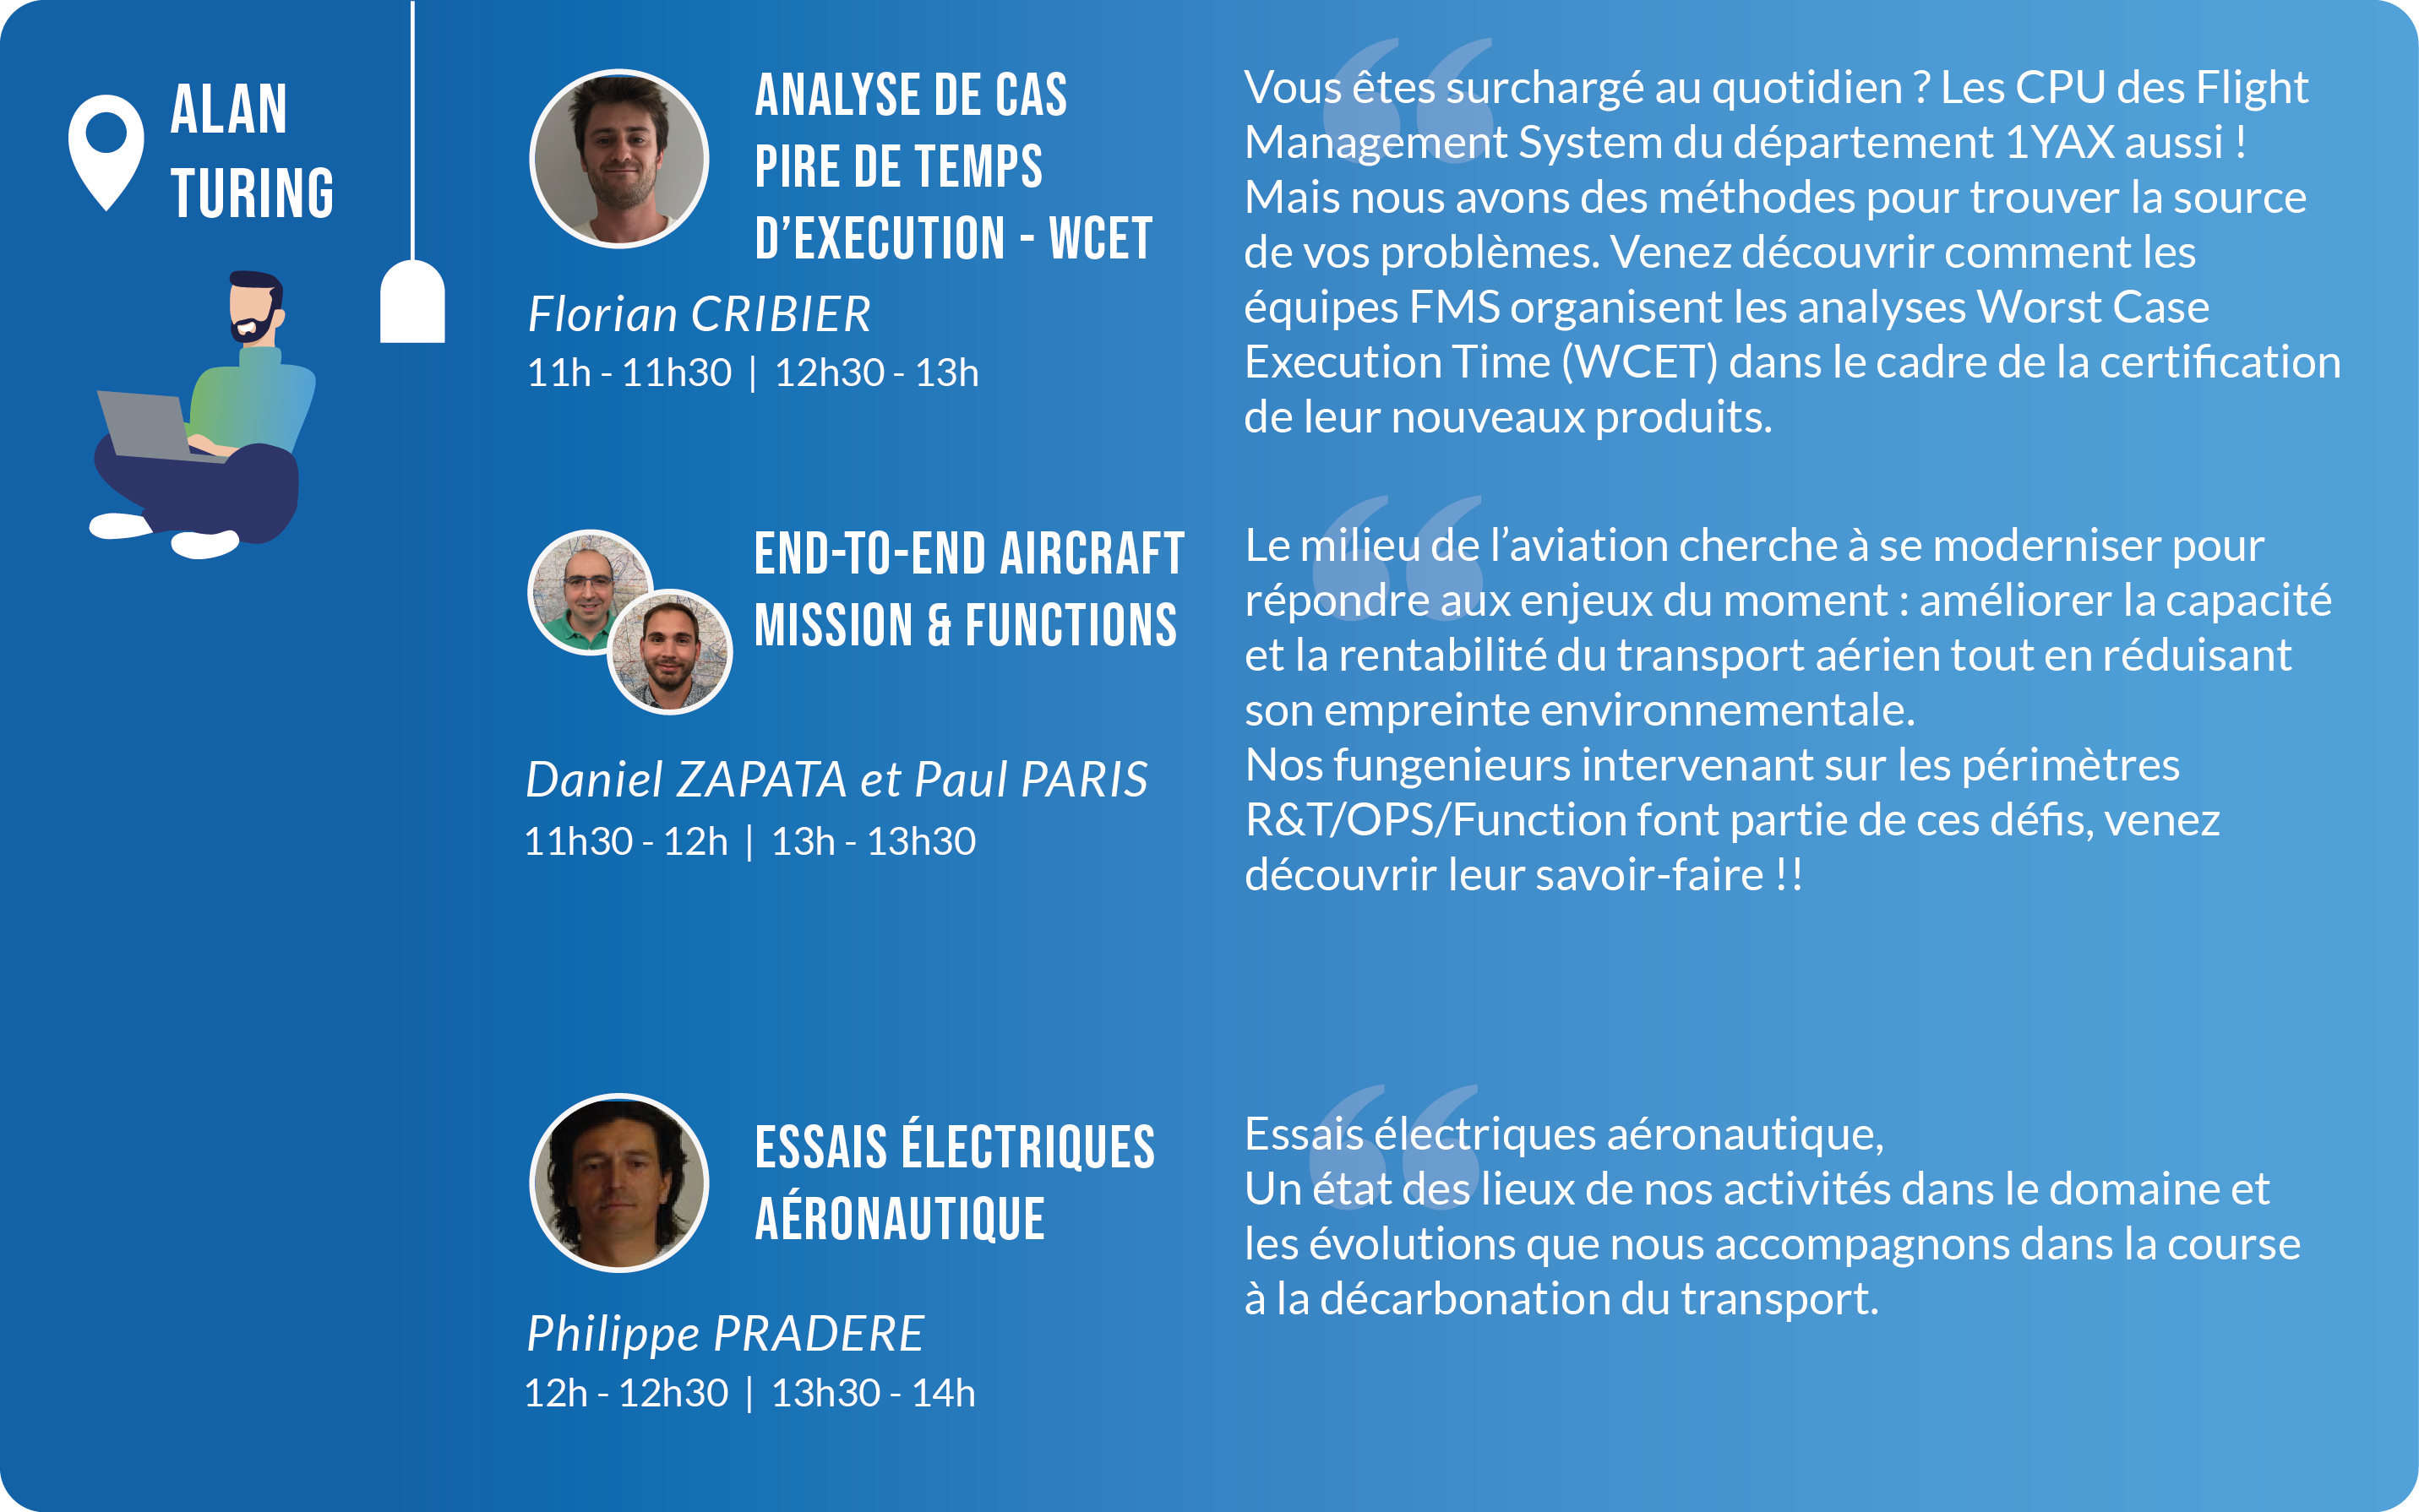 ALAN
TURING
ANALYSE DE CAS
PIRE DE TEMPS
D’EXECUTION - WCET
Florian CRIBIER
11h - 11h30 | 12h30 - 13h
Vous êtes surchargé au quotidien ? Les CPU des Flight
Management System du département 1YAX aussi !
Mais nous avons des méthodes pour trouver la source
de vos problèmes. Venez découvrir comment les
équipes FMS organisent les analyses Worst Case
Execution Time (WCET) dans le cadre de la certification
de leur nouveaux produits.
END-TO-END AIRCRAFT
MISSION & FUNCTIONS
Daniel ZAPATA et Paul PARIS
11h30 - 12h | 13h - 13h30
Le milieu de l’aviation cherche à se moderniser pour
répondre aux enjeux du moment : améliorer la capacité
et la rentabilité du transport aérien tout en réduisant
son empreinte environnementale.
Nos fungenieurs intervenant sur les périmètres
R&T/OPS/Function font partie de ces défis, venez
découvrir leur savoir-faire !!
ESSAIS ÉLECTRIQUES
AÉRONAUTIQUE
Philippe PRADERE
12h - 12h30 | 13h30 - 14h
Essais électriques aéronautique,
Un état des lieux de nos activités dans le domaine et
les évolutions que nous accompagnons dans la course
à la décarbonation du transport.